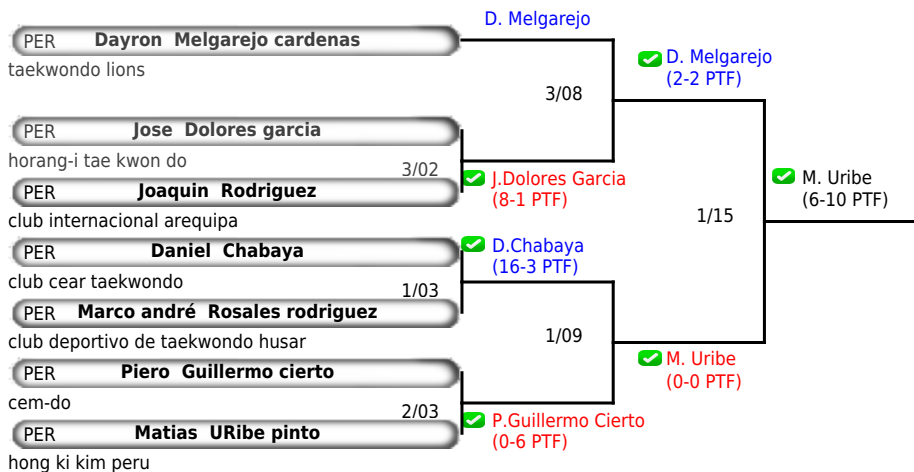 D. Melgarejo
PER Dayron Melgarejo cardenas
taekwondo lions
D. Melgarejo
(2-2 PTF)
3/08
PER Jose Dolores garcia
horang-i tae kwon do
3/02
J.Dolores Garcia
(8-1 PTF)
PER Joaquin Rodriguez
club internacional arequipa
M. Uribe
(6-10 PTF)
1/15
PER Daniel Chabaya
club cear taekwondo
D.Chabaya
(16-3 PTF)
1/03
PER Marco andré Rosales rodriguez
club deportivo de taekwondo husar
1/09
M. Uribe
(0-0 PTF)
PER Piero Guillermo cierto
cem-do
2/03
P.Guillermo Cierto
(0-6 PTF)
PER Matias URibe pinto
hong ki kim peru